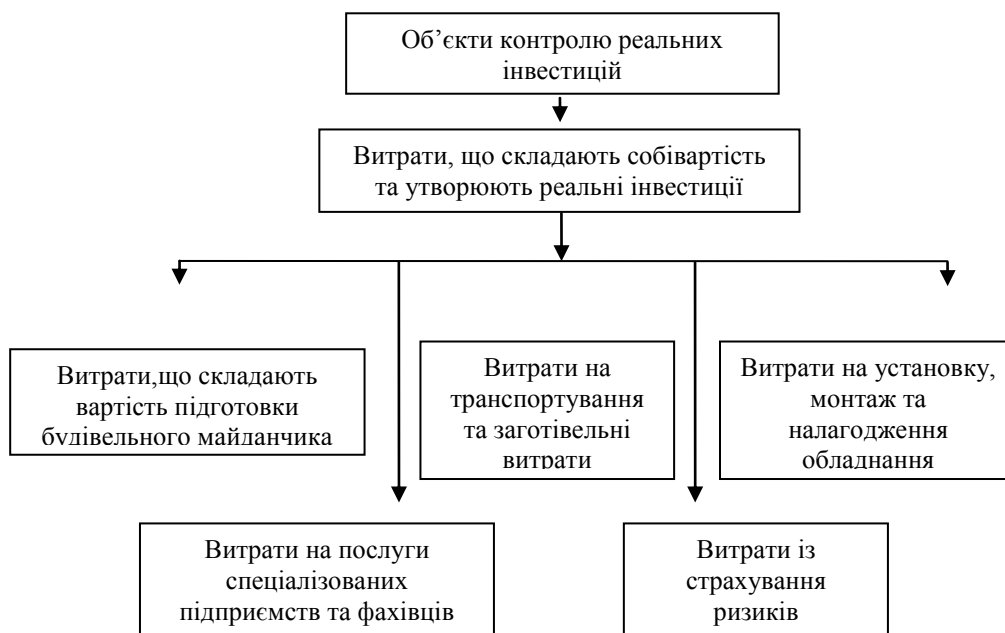 Об’єкти контролю реальних
інвестицій
Витрати, що складають собівартість
та утворюють реальні інвестиції
Витрати,що складають
вартість підготовки
будівельного майданчика
Витрати на
транспортування
та заготівельні
витрати
Витрати на установку,
монтаж та
налагодження
обладнання
Витрати на послуги
спеціалізованих
підприємств та фахівців
Витрати із
страхування
ризиків